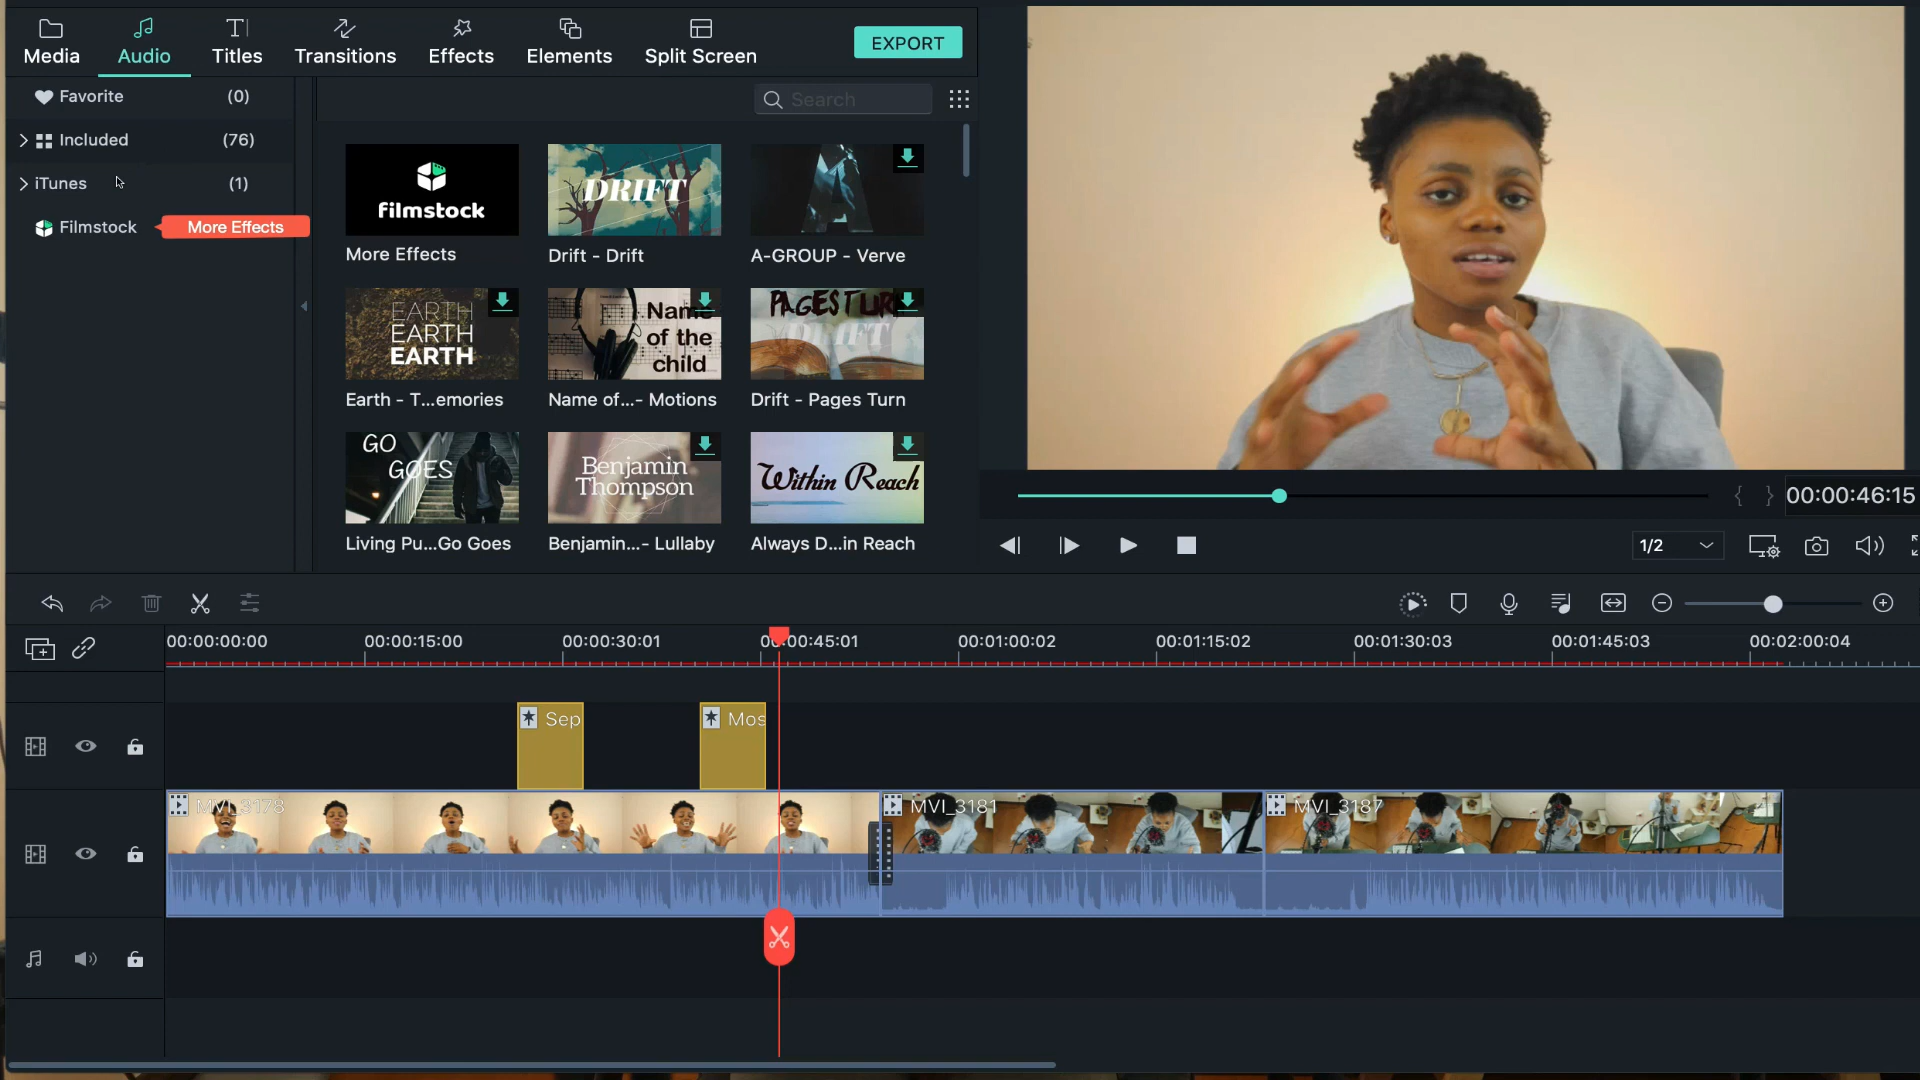 Media
Audio
Titles
Transitions
Effects
Elements
Split Screen
EXPORT
Favorite (0)
Included (76)
iTunes (1)
Filmstock
More Effects
Search
filmstock
More Effects
DRIFT
Drift - Drift
A
A-GROUP - Verve
EARTH
EARTH
EARTH
Earth - T...emories
Name
of the
child
Name of...- Motions
PAGES TUR
DRIFT
Drift - Pages Turn
GO
GOES
Living Pu...Go Goes
Benjamin
Thompson
Benjamin...- Lullaby
Within Reach
Always D...in Reach
{ } 00:00:46:15
1/2
00:00:00:00 00:00:15:00 00:00:30:01 00:00:45:01 00:01:00:02 00:01:15:02 00:01:30:03 00:01:45:03 00:02:00:04
Sep
Mos
MVI_3178
MVI_3181
MVI_3187